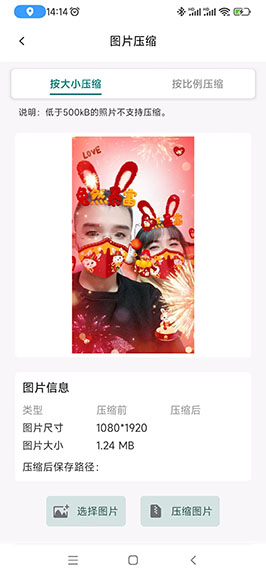 14:14
图片压缩
按大小压缩 按比例压缩
说明：低于500kB的照片不支持压缩。
LOVE
图片信息
类型 压缩前 压缩后
图片尺寸 1080*1920
图片大小 1.24 MB
压缩后保存路径：
选择图片 压缩图片